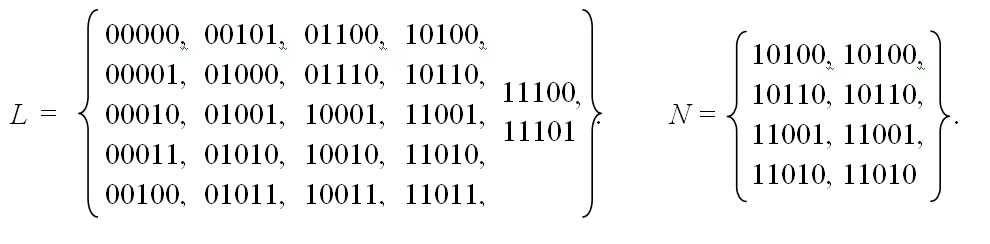 L = { 00000, 00101, 01100, 10100,
00001, 01000, 01110, 10110,
00010, 01001, 10001, 11001,
00011, 01010, 10010, 11010,
00100, 01011, 10011, 11011,
11100,
11101 }.
N = { 10100, 10100,
10110, 10110,
11001, 11001,
11010, 11010 }.